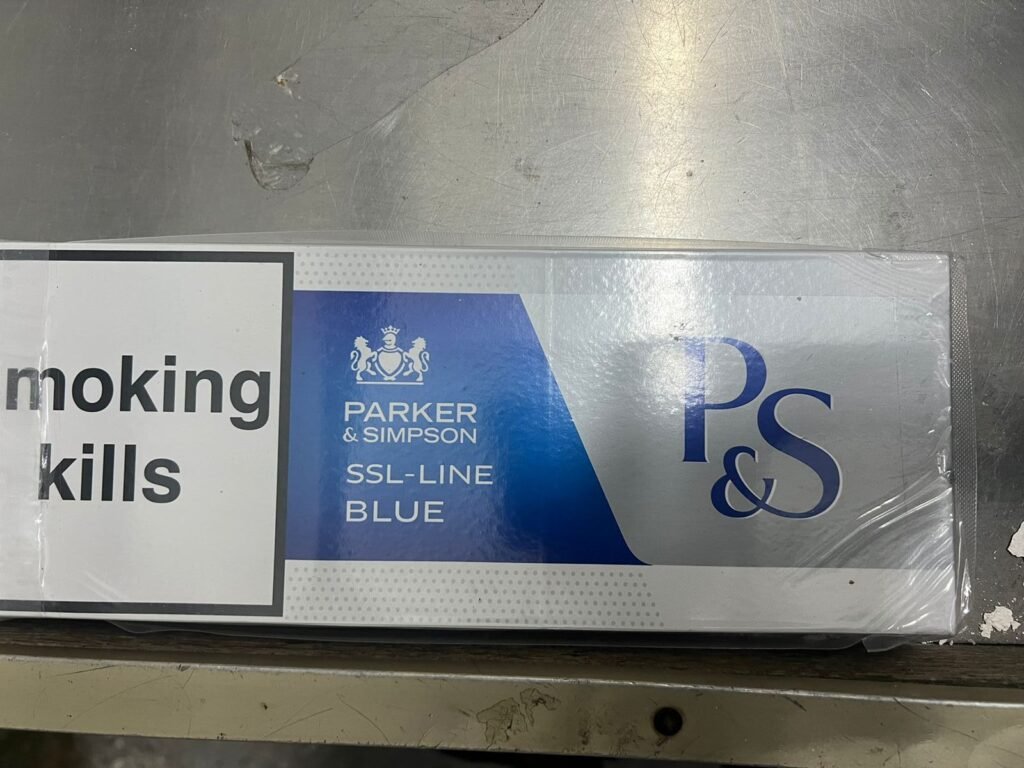 moking
kills
PARKER
& SIMPSON
SSL-LINE
BLUE
P&S